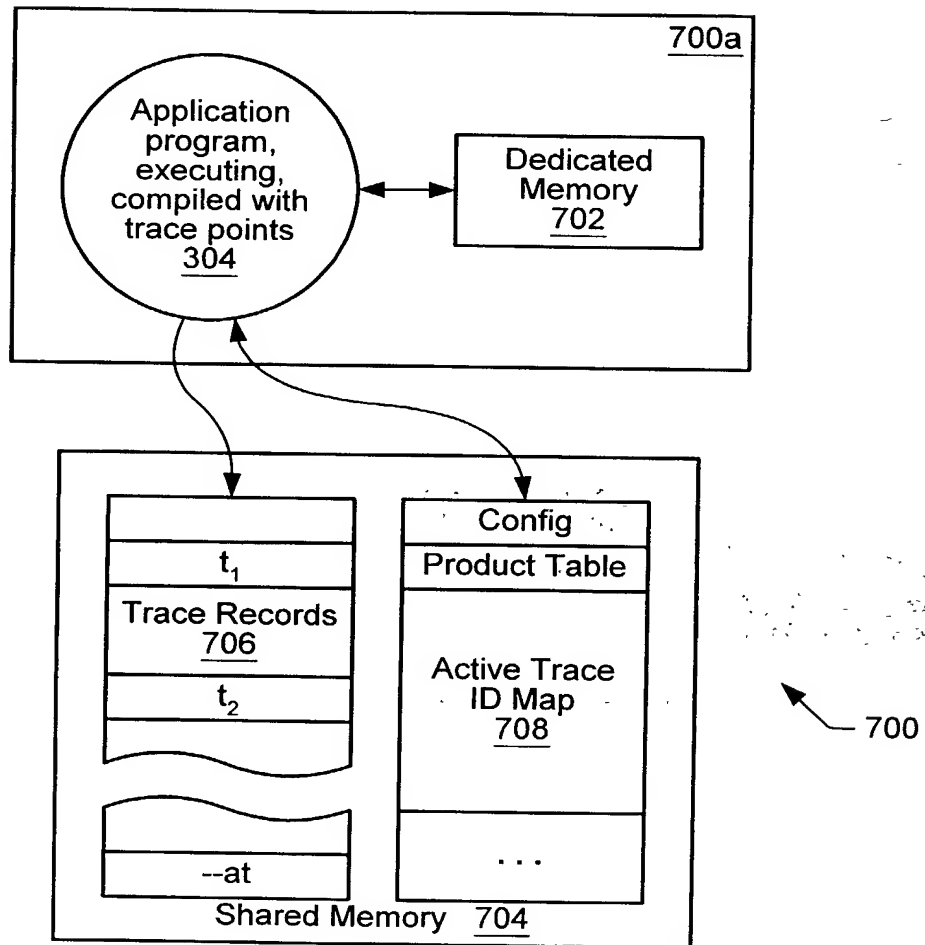 700a
Application
program,
executing,
compiled with
trace points
304
Dedicated
Memory
702
t1
Trace Records
706
t2
--at
Config
Product Table
Active Trace
ID Map
708
...
Shared Memory 704
700